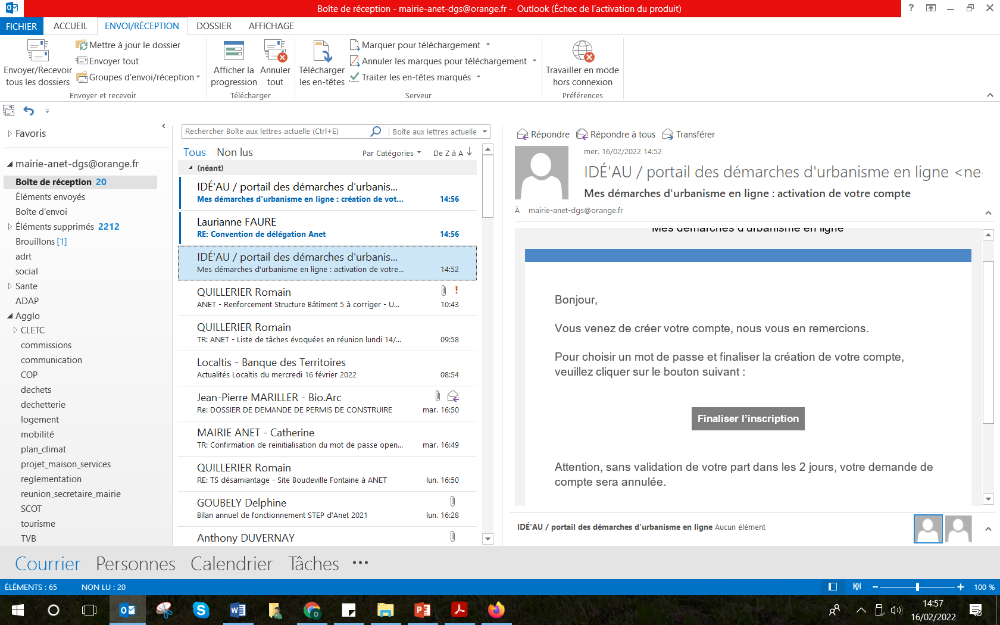 Boîte de réception - mairie-anet-dgs@orange.fr - Outlook (Échec de l'activation du produit)
FICHIER ACCUEIL ENVOI/RÉCEPTION DOSSIER AFFICHAGE
Envoyer/Recevoir tous les dossiers
Mettre à jour le dossier
Envoyer tout
Groupes d'envoi/réception
Envoyer et recevoir
Afficher la progression
Annuler tout
Télécharger
Télécharger les en-têtes
Marquer pour téléchargement
Annuler les marques pour téléchargement
Traiter les en-têtes marqués
Serveur
Travailler en mode hors connexion
Préférences
Favoris
mairie-anet-dgs@orange.fr
Boîte de réception 20
Éléments envoyés
Boîte d'envoi
Éléments supprimés 2212
Brouillons [1]
adrt
social
Sante
ADAP
Agglo
CLETC
commissions
communication
COP
dechets
dechetterie
logement
mobilité
plan_climat
projet_maison_services
reglementation
reunion_secretaire_mairie
SCOT
tourisme
TVB
Rechercher Boîte aux lettres actuelle (Ctrl+E)
Boîte aux lettres actuelle
Tous Non lus
Par Catégories De Z à A
(néant)
IDÉ'AU / portail des démarches d'urbanis...
Mes démarches d'urbanisme en ligne : création de vot... 14:56
Laurianne FAURE
RE: Convention de délégation Anet 14:56
IDÉ'AU / portail des démarches d'urbanis...
Mes démarches d'urbanisme en ligne : activation de votre... 14:52
QUILLERIER Romain
ANET - Renforcement Structure Bâtiment 5 à corriger - U... 10:43
QUILLERIER Romain
TR: ANET - Liste de tâches évoquées en réunion lundi 14/... 09:58
Localtis - Banque des Territoires
Actualités Localtis du mercredi 16 février 2022 08:54
Jean-Pierre MARILLER - Bio.Arc
Re: DOSSIER DE DEMANDE DE PERMIS DE CONSTRUIRE mar. 16:50
MAIRIE ANET - Catherine
TR: Confirmation de reinitialisation du mot de passe open... mar. 16:49
QUILLERIER Romain
RE: TS désamiantage - Site Boudeville Fontaine à ANET lun. 16:50
GOUBELY Delphine
Bilan annuel de fonctionnement STEP d'Anet 2021 lun. 16:28
Anthony DUVERNAY
Répondre Répondre à tous Transférer
mer. 16/02/2022 14:52
IDÉ'AU / portail des démarches d'urbanisme en ligne <ne-
Mes démarches d'urbanisme en ligne : activation de votre compte
À mairie-anet-dgs@orange.fr
Mes démarches d'urbanisme en ligne
Bonjour,
Vous venez de créer votre compte, nous vous en remercions.
Pour choisir un mot de passe et finaliser la création de votre compte,
veuillez cliquer sur le bouton suivant :
Finaliser l'inscription
Attention, sans validation de votre part dans les 2 jours, votre demande de
compte sera annulée.
IDÉ'AU / portail des démarches d'urbanisme en ligne Aucun élément
Courrier Personnes Calendrier Tâches
ÉLÉMENTS : 65 NON LU : 20
100 %
14:57
16/02/2022